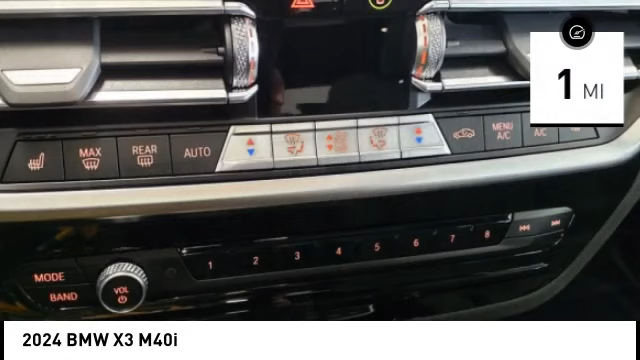 1 MI
MAX
REAR
AUTO
MENU
A/C
A/C
1 2 3 4 5 6 7 8
MODE
BAND
VOL
2024 BMW X3 M40i